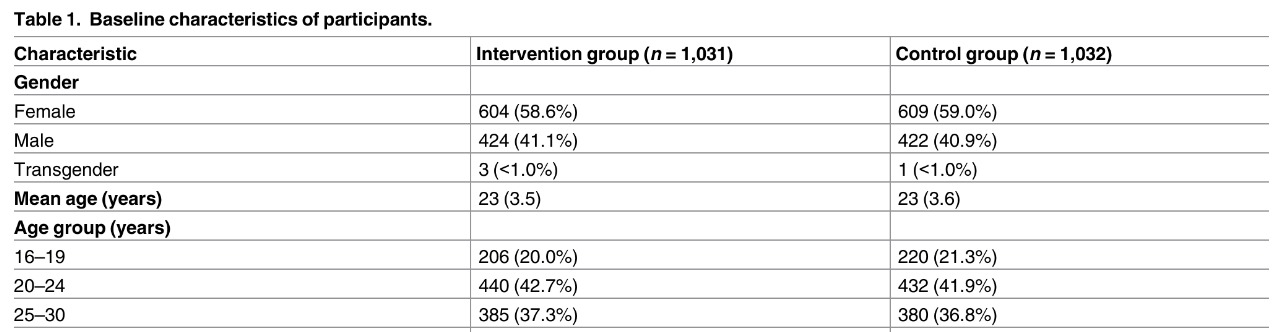 Table 1. Baseline characteristics of participants.
Characteristic Intervention group (n = 1,031) Control group (n = 1,032)
Gender
Female 604 (58.6%) 609 (59.0%)
Male 424 (41.1%) 422 (40.9%)
Transgender 3 (<1.0%) 1 (<1.0%)
Mean age (years) 23 (3.5) 23 (3.6)
Age group (years)
16–19 206 (20.0%) 220 (21.3%)
20–24 440 (42.7%) 432 (41.9%)
25–30 385 (37.3%) 380 (36.8%)